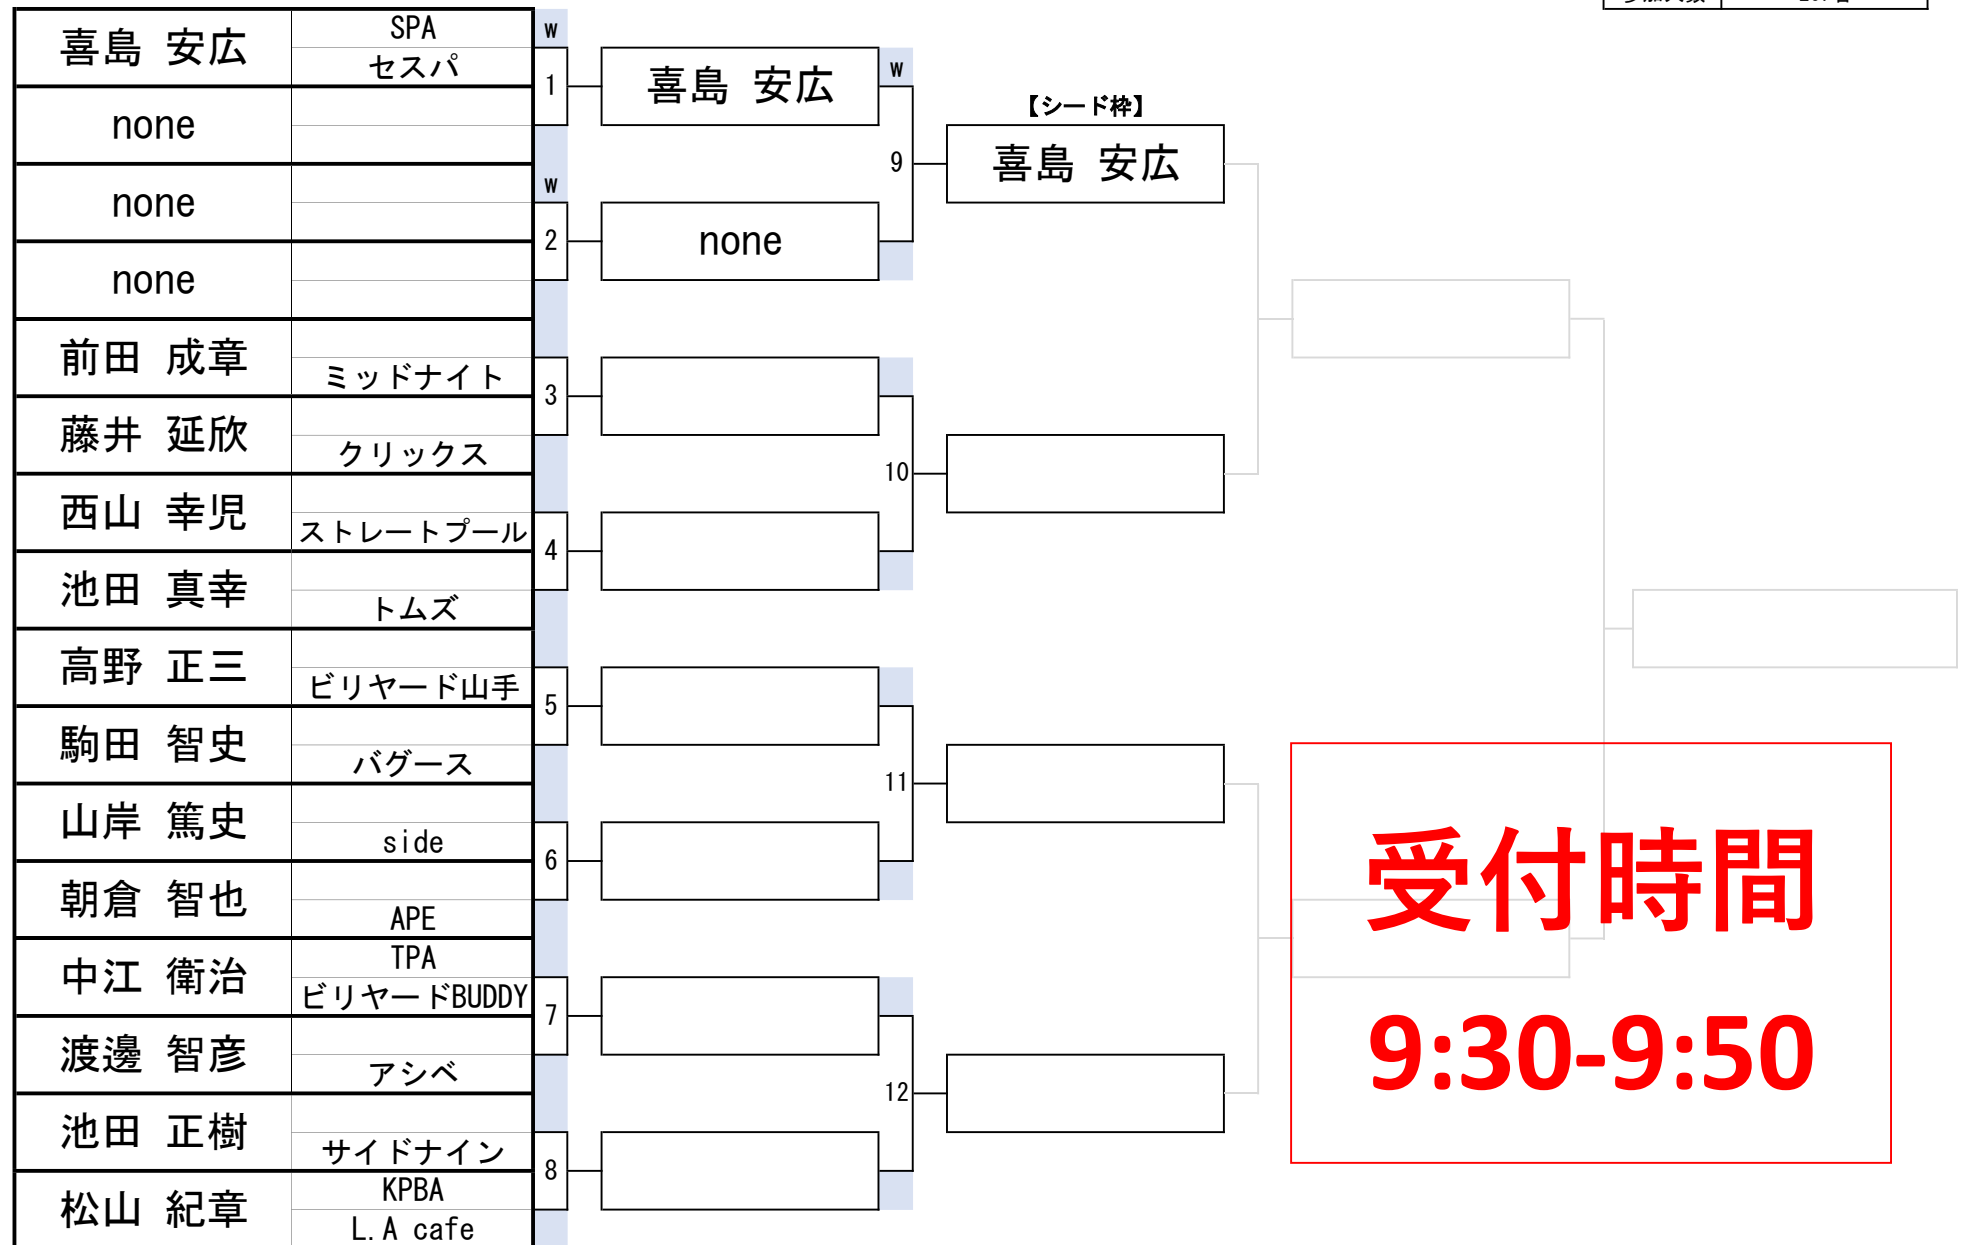 喜島 安広
SPA
セスパ
none
none
none
前田 成章
ミッドナイト
藤井 延欣
クリックス
西山 幸児
ストレートプール
池田 真幸
トムズ
高野 正三
ビリヤード山手
駒田 智史
バグース
山岸 篤史
side
朝倉 智也
APE
中江 衛治
TPA
ビリヤードBUDDY
渡邊 智彦
アシベ
池田 正樹
サイドナイン
松山 紀章
KPBA
L.A cafe
W
1
W
2
3
4
5
6
7
8
喜島 安広
none
W
9
10
11
12
【シード枠】
喜島 安広
受付時間
9:30-9:50